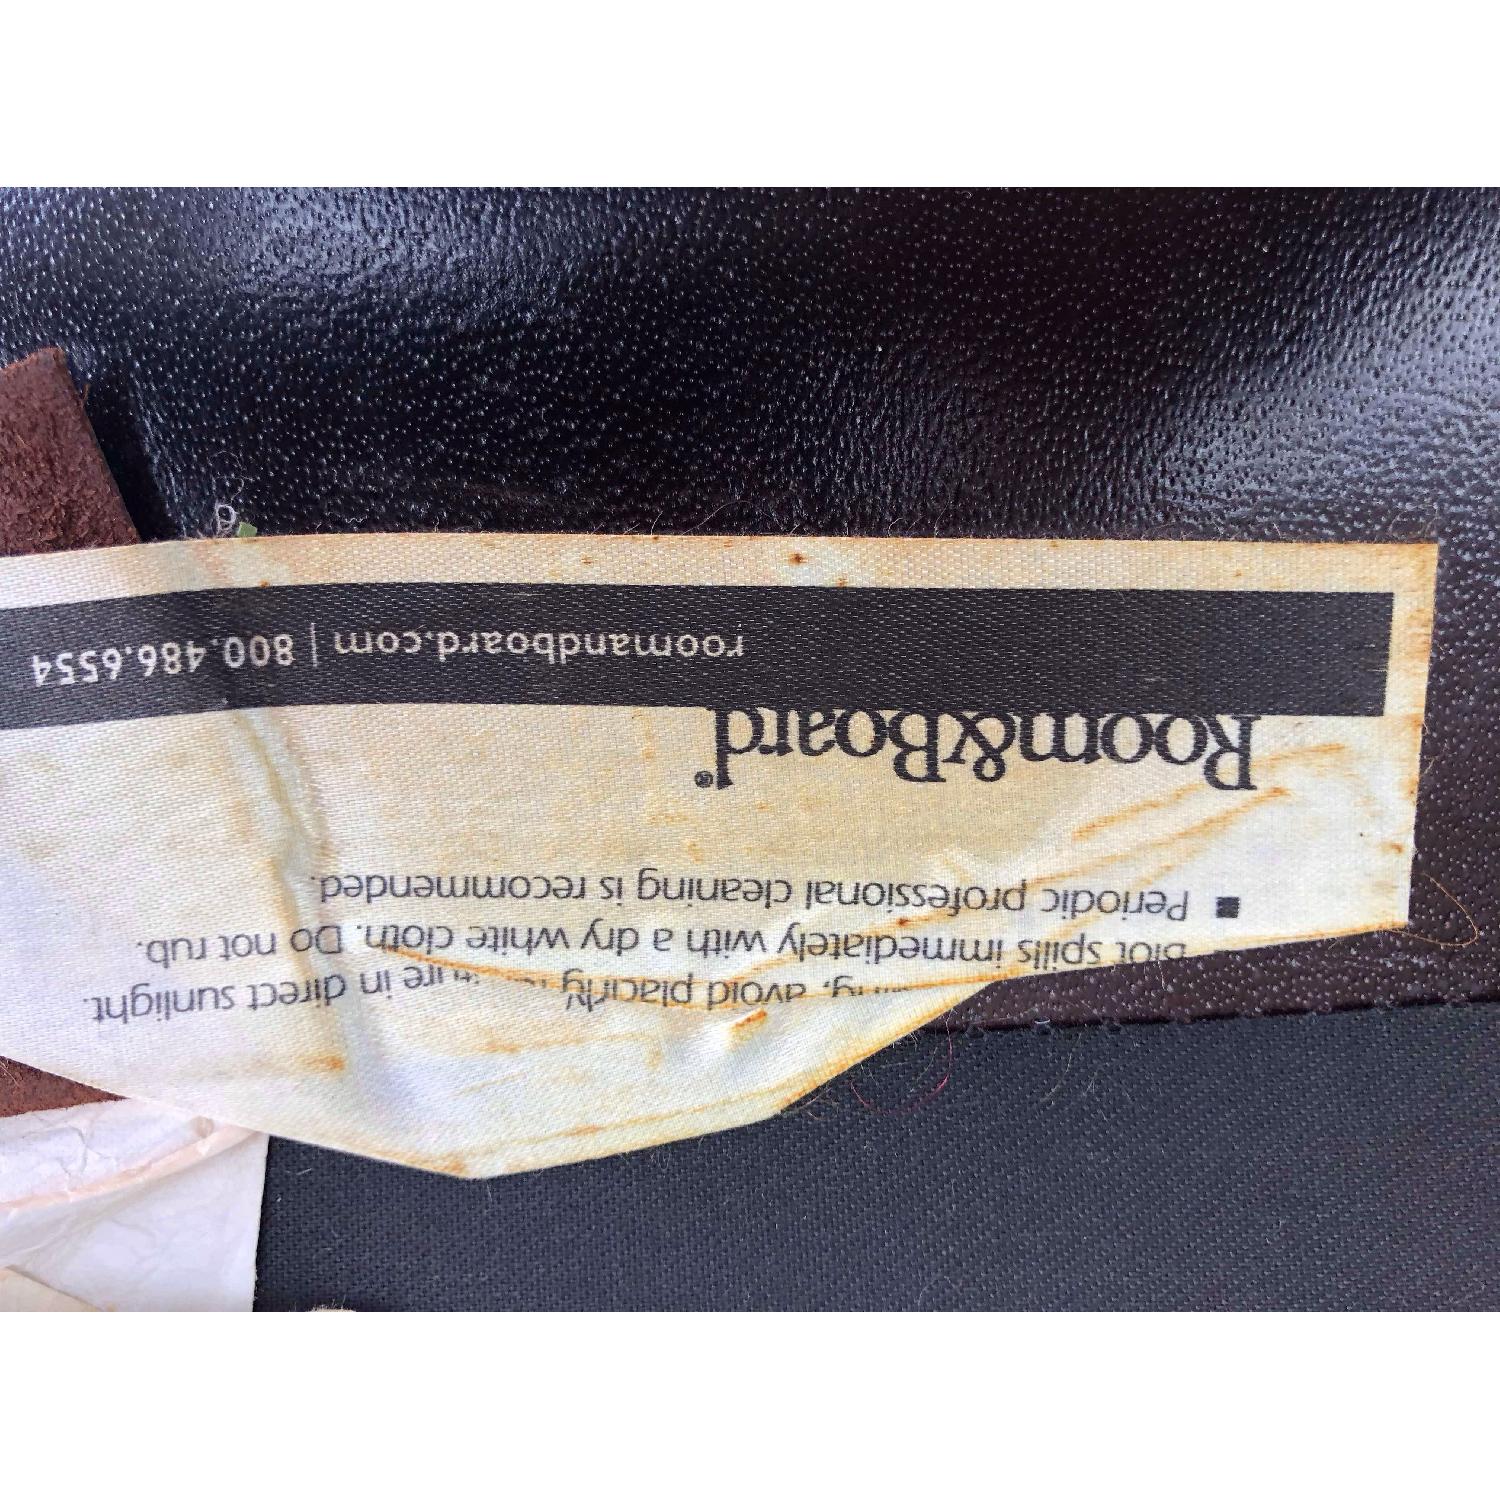 avoid placing in direct sunlight.
Blot spills immediately with a dry white cloth. Do not rub.
■ Periodic professional cleaning is recommended.
Room&Board®
roomandboard.com | 800.486.6554